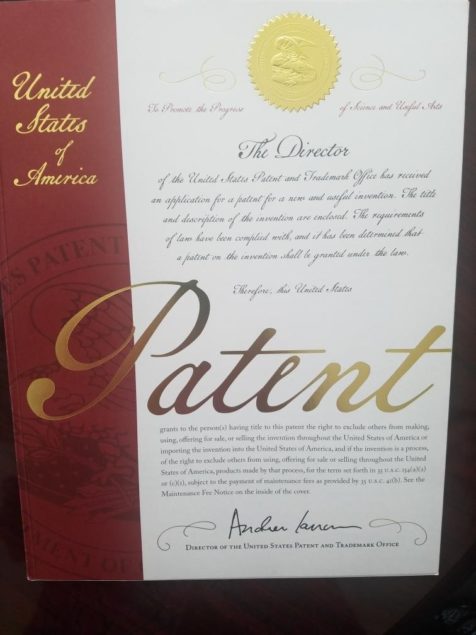 United
States
of
America
To Promote the Progress of Science and Useful Arts
The Director
of the United States Patent and Trademark Office has received
an application for a patent for a new and useful invention. The title
and description of the invention are enclosed. The requirements
of law have been complied with, and it has been determined that
a patent on the invention shall be granted under the law.
Therefore, this United States
Patent
grants to the person(s) having title to this patent the right to exclude others from making,
using, offering for sale, or selling the invention throughout the United States of America or
importing the invention into the United States of America, and if the invention is a process,
of the right to exclude others from using, offering for sale or selling throughout the United
States of America, products made by that process, for the term set forth in 35 U.S.C. 154(a)(2)
or (c)(1), subject to the payment of maintenance fees as provided by 35 U.S.C. 41(b). See the
Maintenance Fee Notice on the inside of the cover.
Director of the United States Patent and Trademark Office